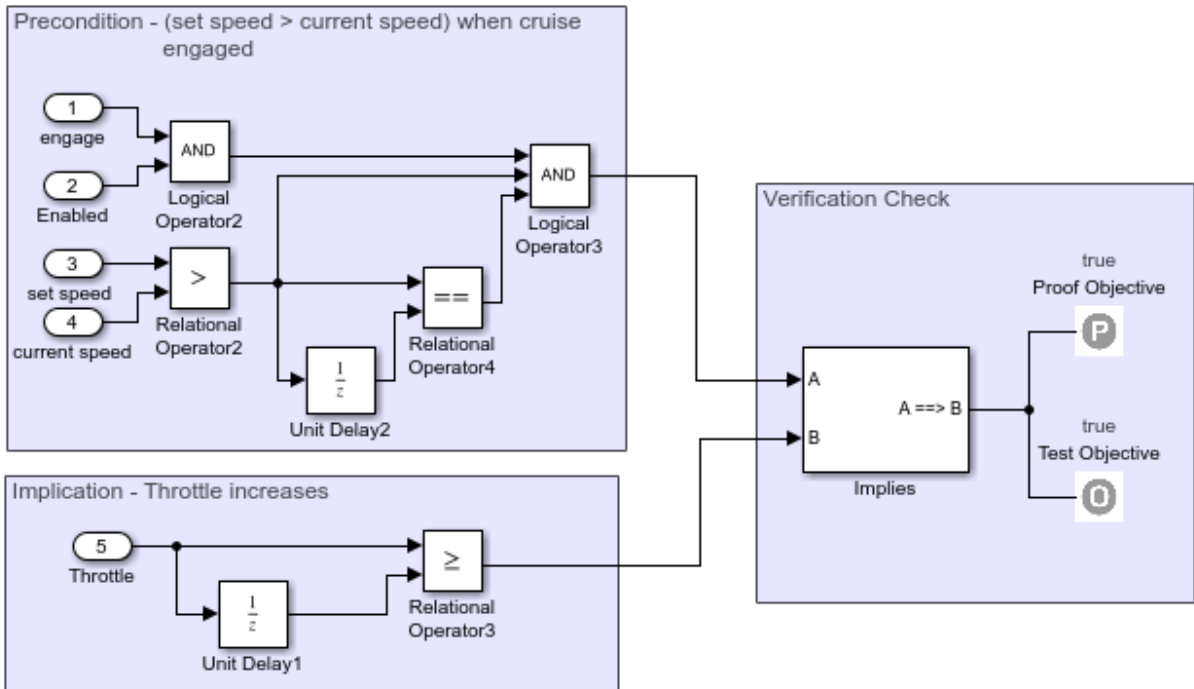 Precondition - (set speed > current speed) when cruise
engaged
1
engage
AND
2
Enabled
Logical
Operator2
AND
Logical
Operator3
3
set speed
>
4
current speed
Relational
Operator2
==
Relational
Operator4
1
z
Unit Delay2
Implication - Throttle increases
5
Throttle
≥
Relational
Operator3
1
z
Unit Delay1
Verification Check
true
Proof Objective
P
A
A ==> B
B
Implies
true
Test Objective
O